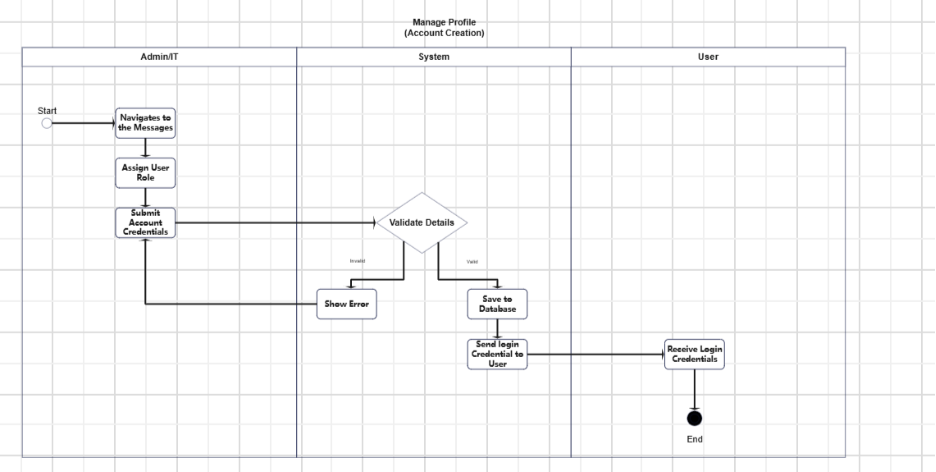 Manage Profile
(Account Creation)
Admin/IT
System
User
Start
Navigates to
the Messages
Assign User
Role
Submit
Account
Credentials
Validate Details
Invalid
Valid
Show Error
Save to
Database
Send login
Credential to
User
Receive Login
Credentials
End